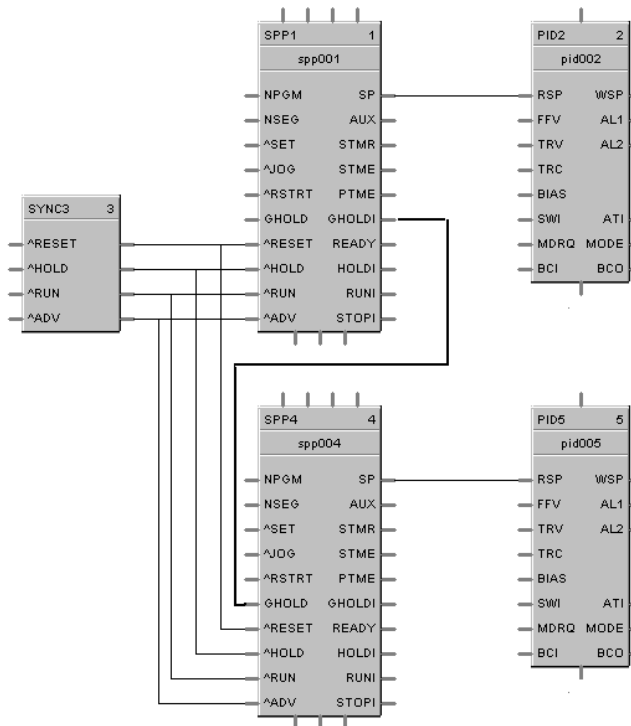 SPP1 1
spp001
NPGM SP
NSEG AUX
^SET STMR
^JOG STME
^RSTRT PTME
GHOLD GHOLDI
^RESET READY
^HOLD HOLDI
^RUN RUNI
^ADV STOPI
PID2 2
pid002
RSP WSP
FFV AL1
TRV AL2
TRC
BIAS
SWI ATI
MDRQ MODE
BCI BCO
SYNC3 3
^RESET
^HOLD
^RUN
^ADV
SPP4 4
spp004
NPGM SP
NSEG AUX
^SET STMR
^JOG STME
^RSTRT PTME
GHOLD GHOLDI
^RESET READY
^HOLD HOLDI
^RUN RUNI
^ADV STOPI
PID5 5
pid005
RSP WSP
FFV AL1
TRV AL2
TRC
BIAS
SWI ATI
MDRQ MODE
BCI BCO